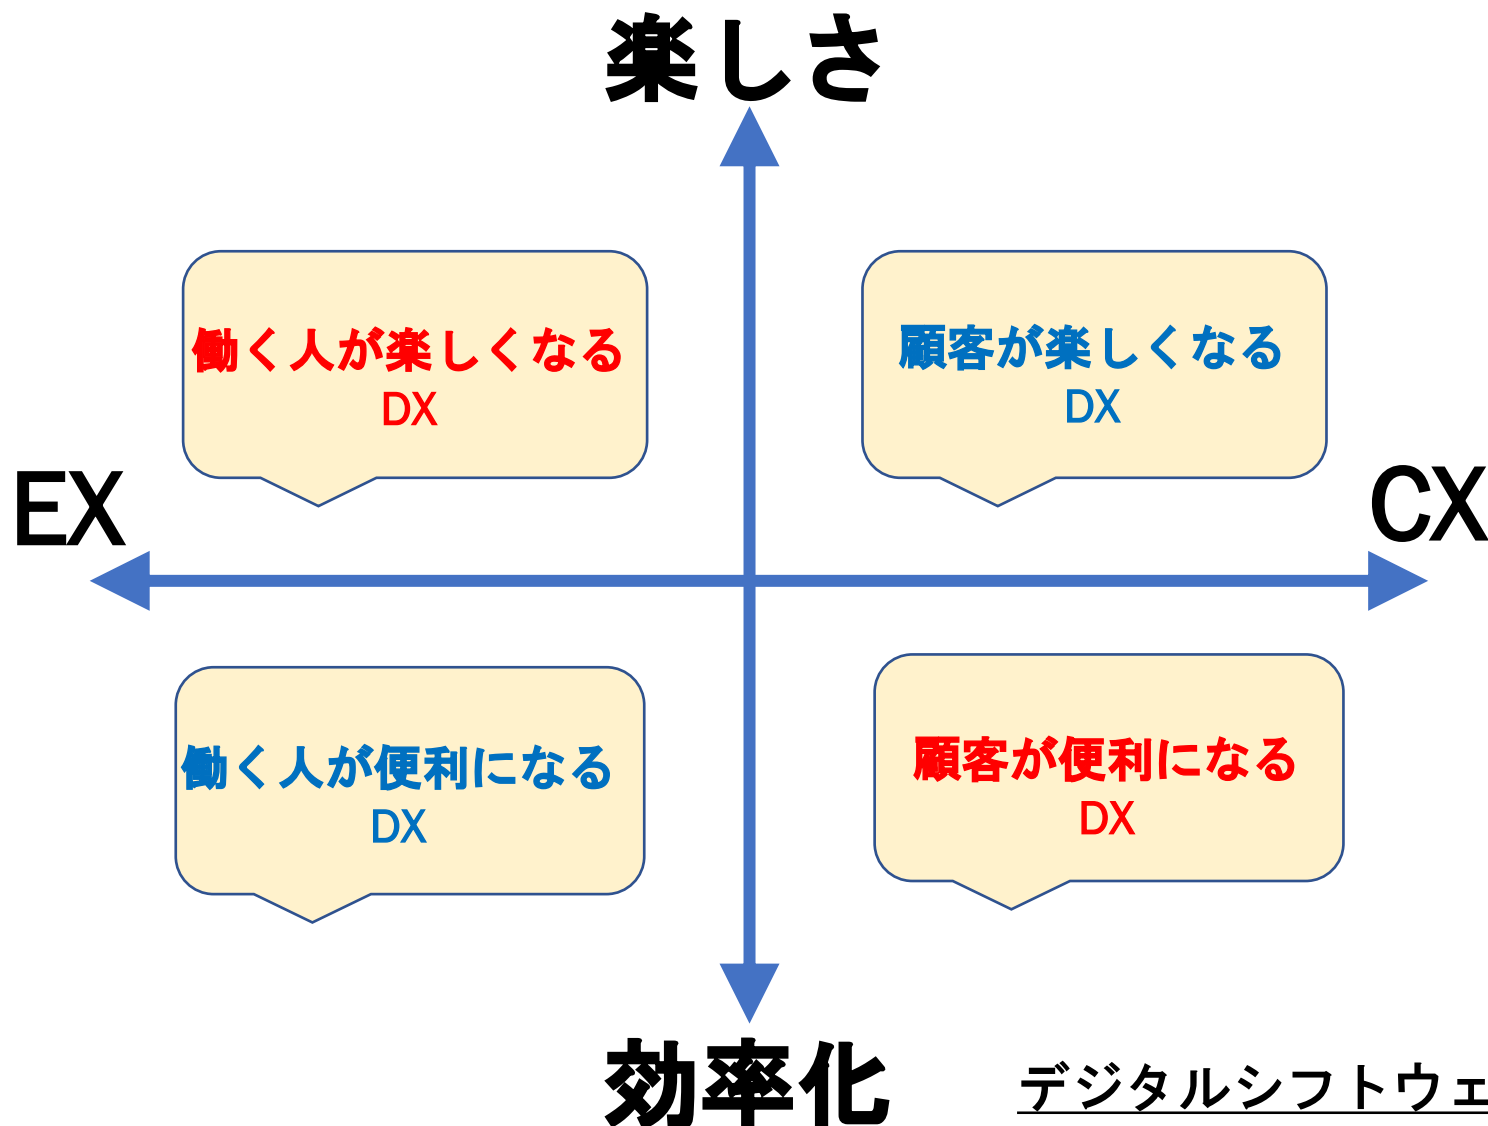 楽しさ
働く人が楽しくなる
DX
顧客が楽しくなる
DX
EX
CX
働く人が便利になる
DX
顧客が便利になる
DX
効率化
デジタルシフトウェ